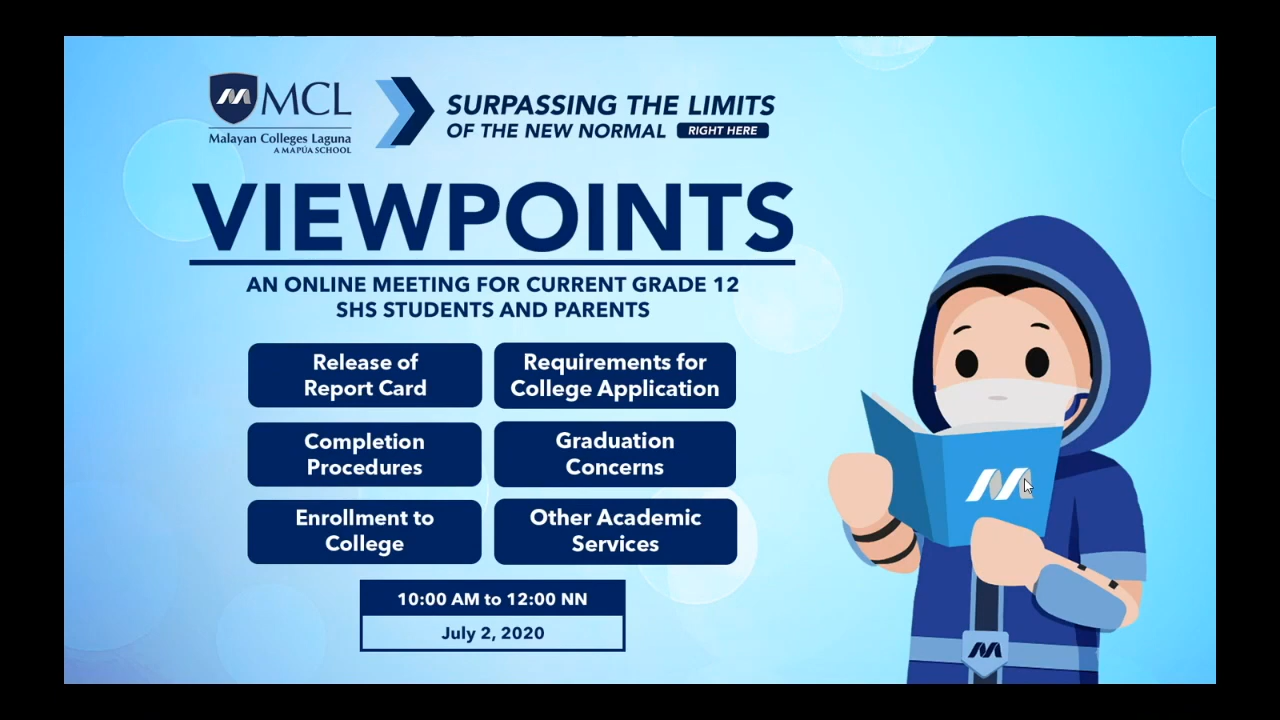 MCL
Malayan Colleges Laguna
A MAPÚA SCHOOL
SURPASSING THE LIMITS
OF THE NEW NORMAL RIGHT HERE
VIEWPOINTS
AN ONLINE MEETING FOR CURRENT GRADE 12
SHS STUDENTS AND PARENTS
Release of
Report Card
Requirements for
College Application
Completion
Procedures
Graduation
Concerns
Enrollment to
College
Other Academic
Services
10:00 AM to 12:00 NN
July 2, 2020